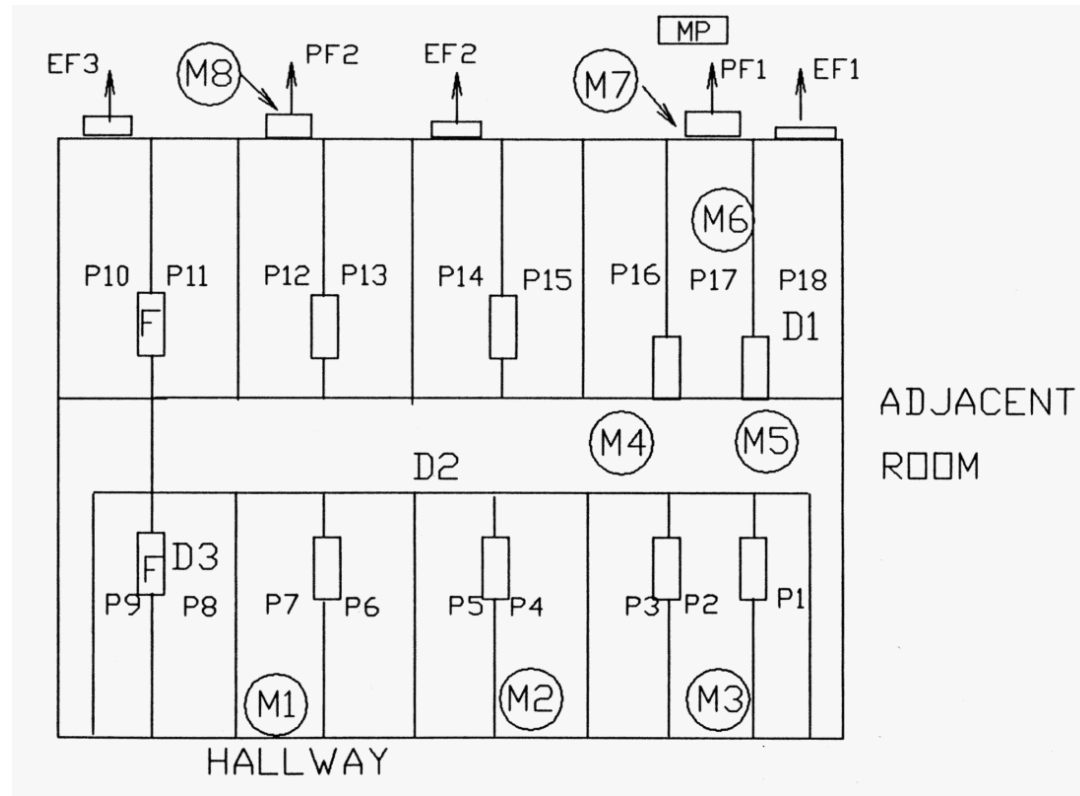 MP
EF3 M8 PF2 EF2 M7 PF1 EF1
M6
P10 P11 P12 P13 P14 P15 P16 P17 P18
F D1
ADJACENT
M4 M5
D2 ROOM
F D3
P9 P8 P7 P6 P5 P4 P3 P2 P1
M1 M2 M3
HALLWAY